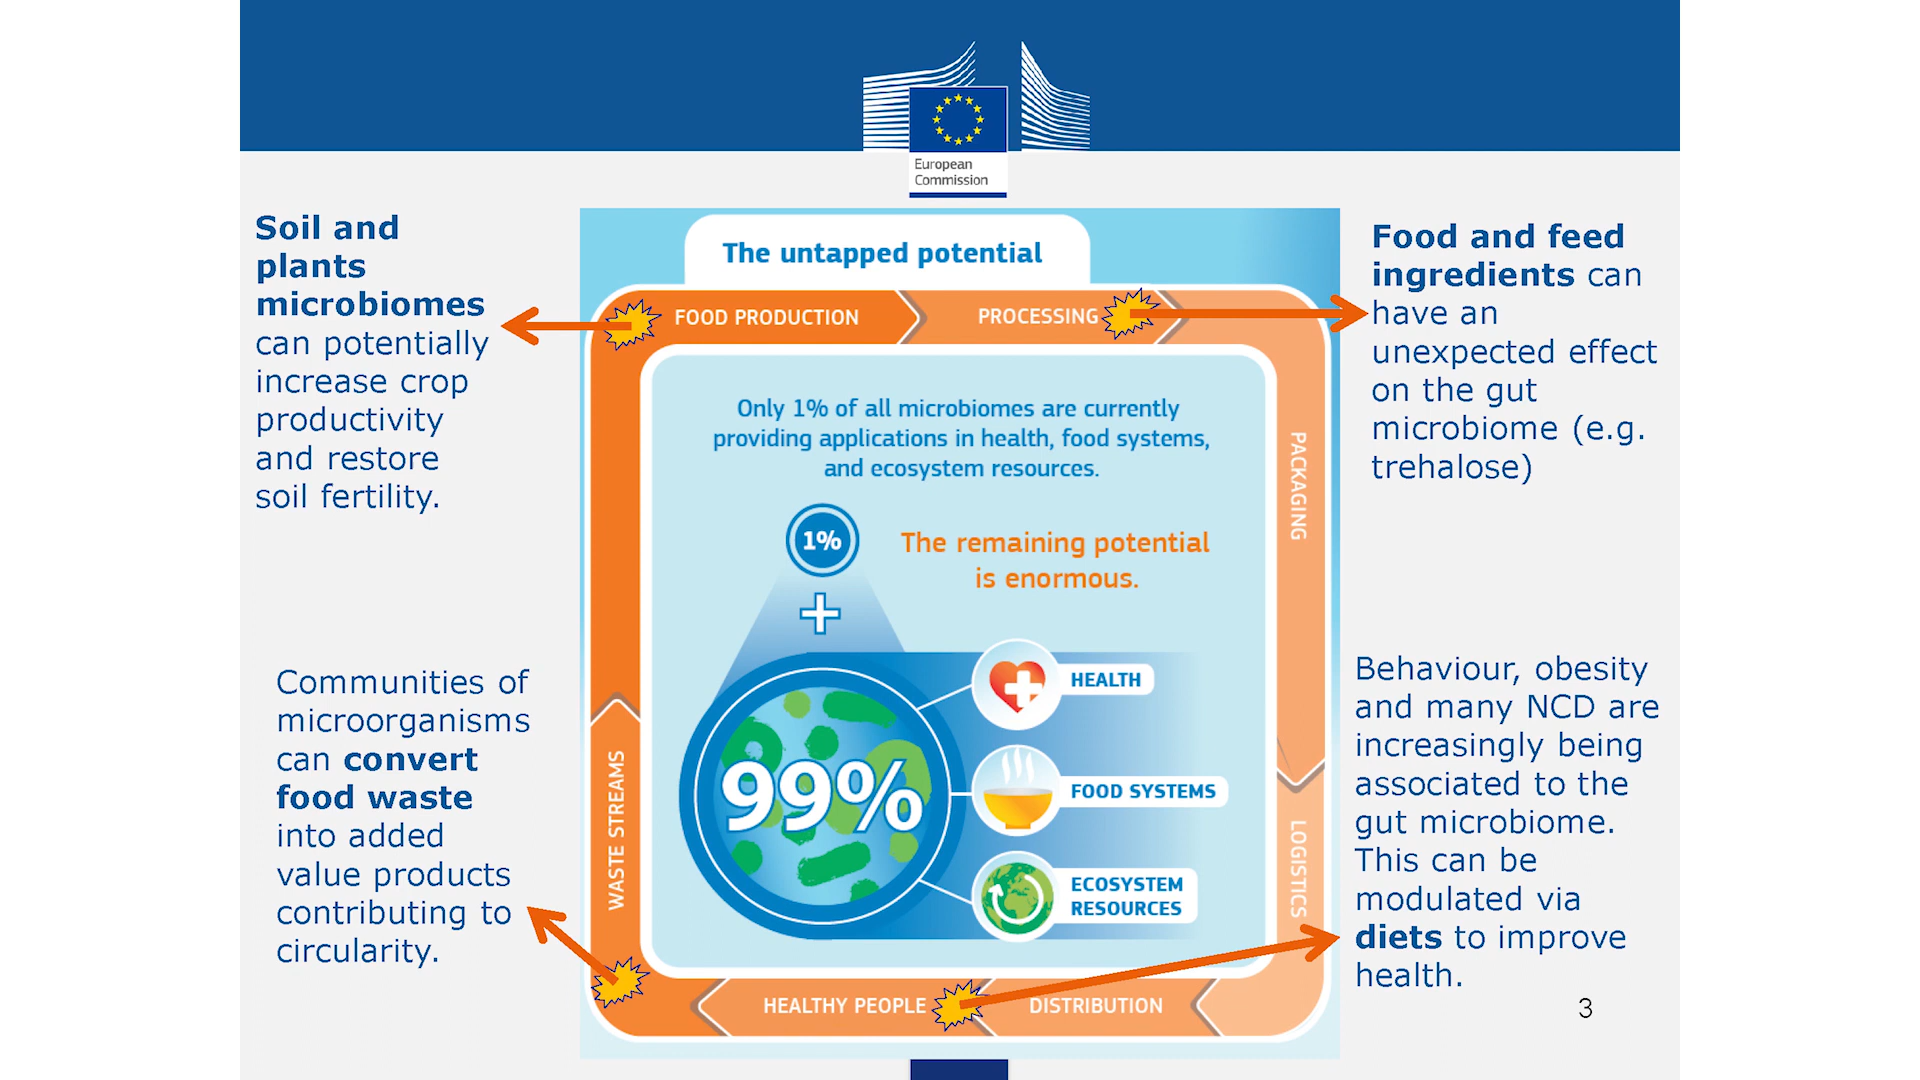 European
Commission
Soil and
plants
microbiomes
can potentially
increase crop
productivity
and restore
soil fertility.
The untapped potential
FOOD PRODUCTION
PROCESSING
Food and feed
ingredients can
have an
unexpected effect
on the gut
microbiome (e.g.
trehalose)
Only 1% of all microbiomes are currently
providing applications in health, food systems,
and ecosystem resources.
1%
The remaining potential
is enormous.
PACKAGING
99%
HEALTH
FOOD SYSTEMS
ECOSYSTEM
RESOURCES
LOGISTICS
WASTE STREAMS
HEALTHY PEOPLE
DISTRIBUTION
Communities of
microorganisms
can convert
food waste
into added
value products
contributing to
circularity.
Behaviour, obesity
and many NCD are
increasingly being
associated to the
gut microbiome.
This can be
modulated via
diets to improve
health.
3